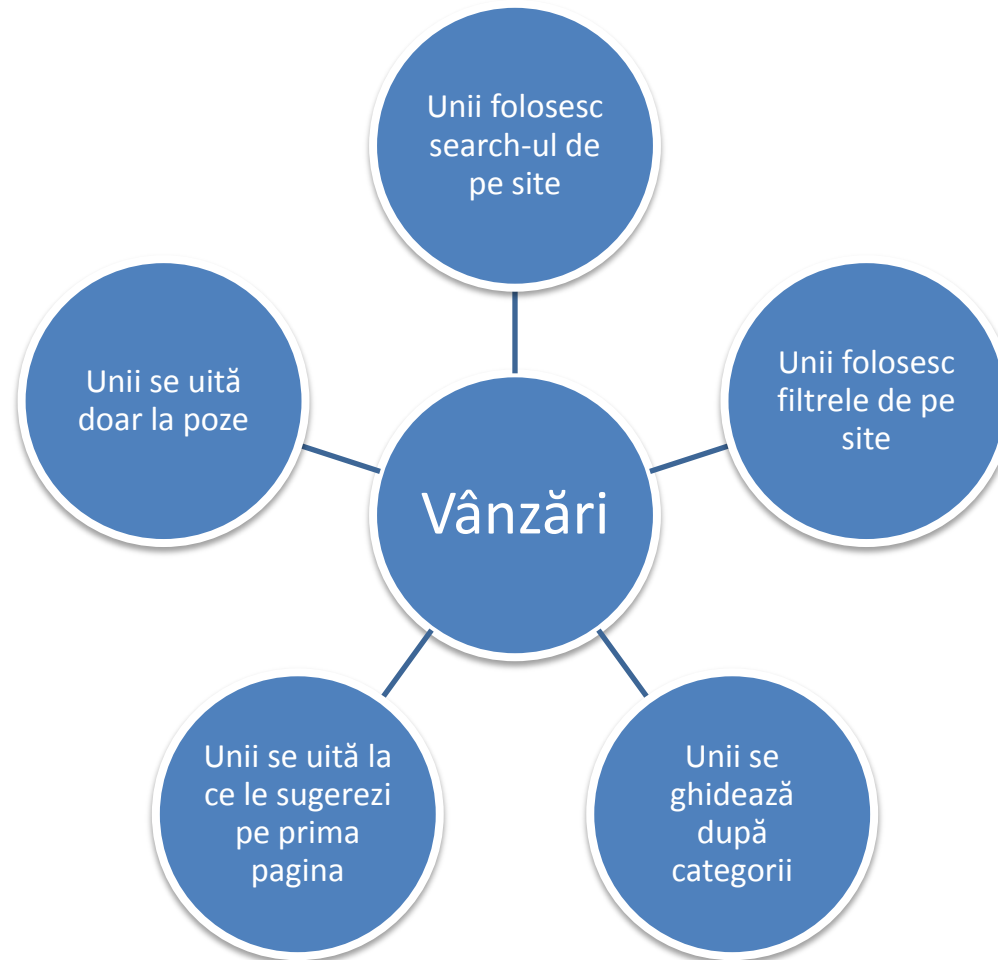 Unii folosesc
search-ul de
pe site
Unii se uită
doar la poze
Unii folosesc
filtrele de pe
site
Vânzări
Unii se uită la
ce le sugerezi
pe prima
pagina
Unii se
ghidează
după
categorii